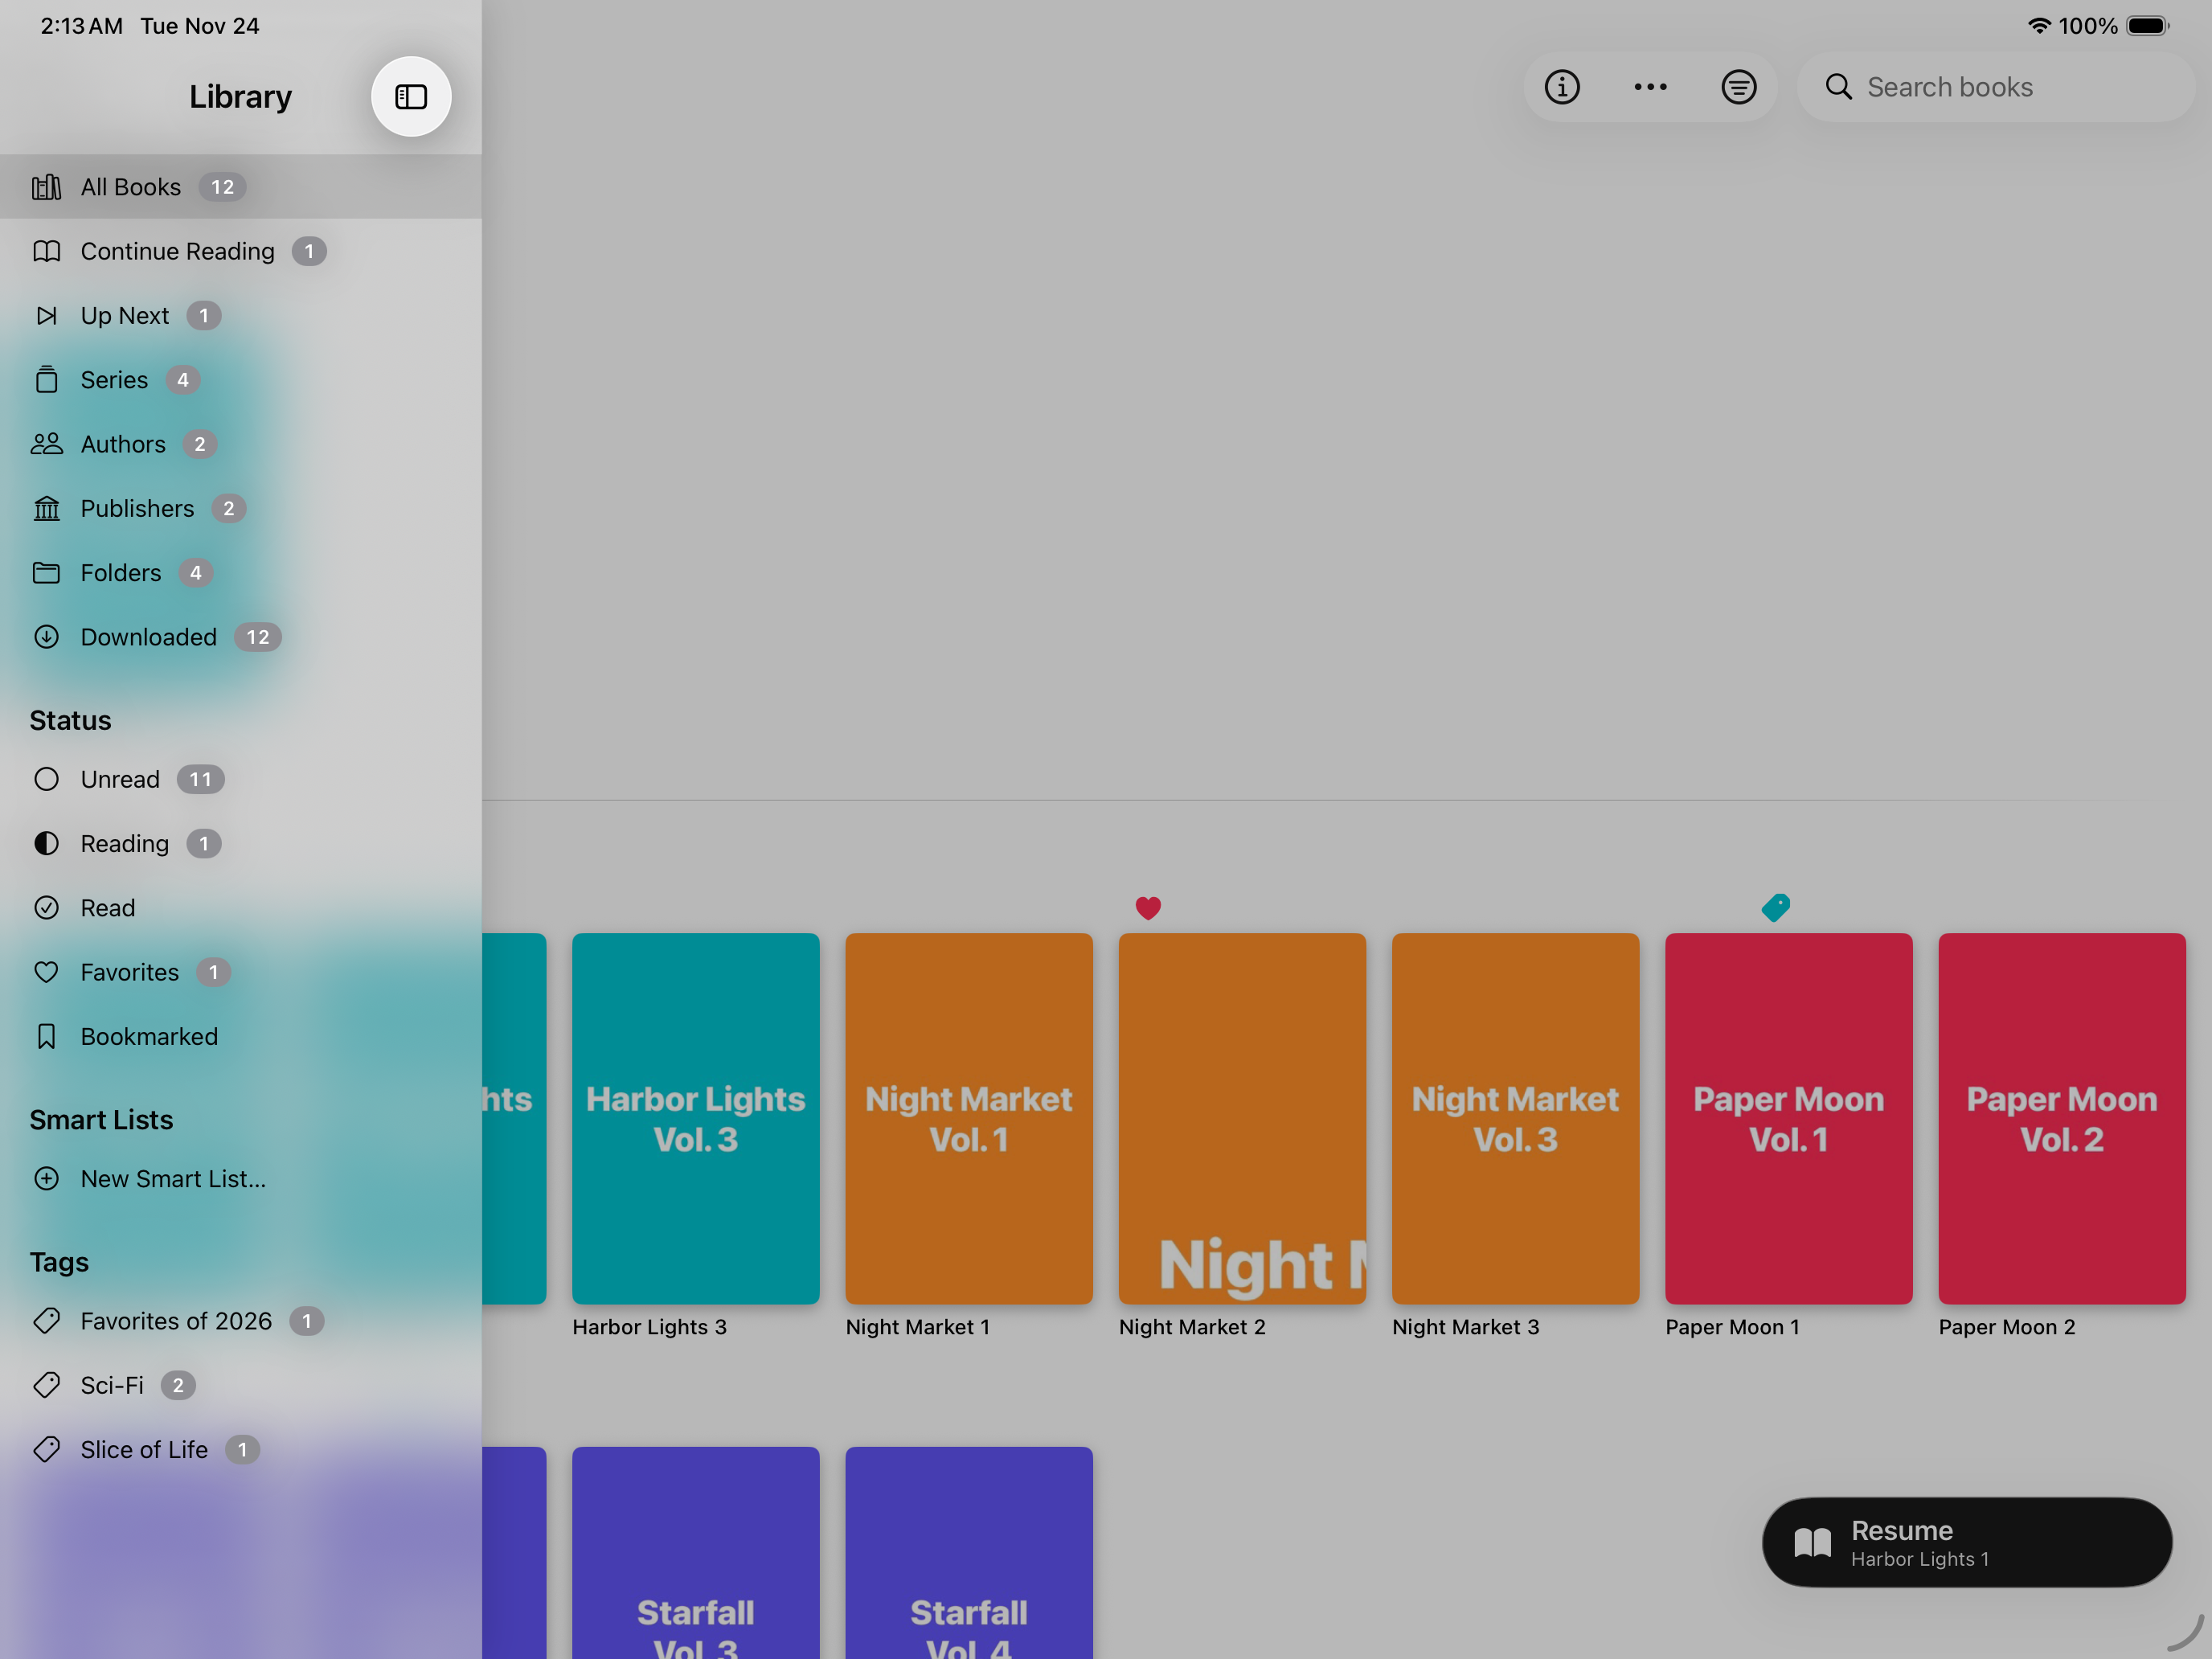 2:13 AM Tue Nov 24
100%
Library
Search books
All Books 12
Continue Reading 1
Up Next 1
Series 4
Authors 2
Publishers 2
Folders 4
Downloaded 12
Status
Unread 11
Reading 1
Read
Favorites 1
Bookmarked
Smart Lists
New Smart List...
Tags
Favorites of 2026 1
Sci-Fi 2
Slice of Life 1
hts
Harbor Lights
Vol. 3
Night Market
Vol. 1
Night M
Night Market
Vol. 3
Paper Moon
Vol. 1
Paper Moon
Vol. 2
Harbor Lights 3
Night Market 1
Night Market 2
Night Market 3
Paper Moon 1
Paper Moon 2
Starfall
Vol. 3
Starfall
Vol. 4
Resume
Harbor Lights 1